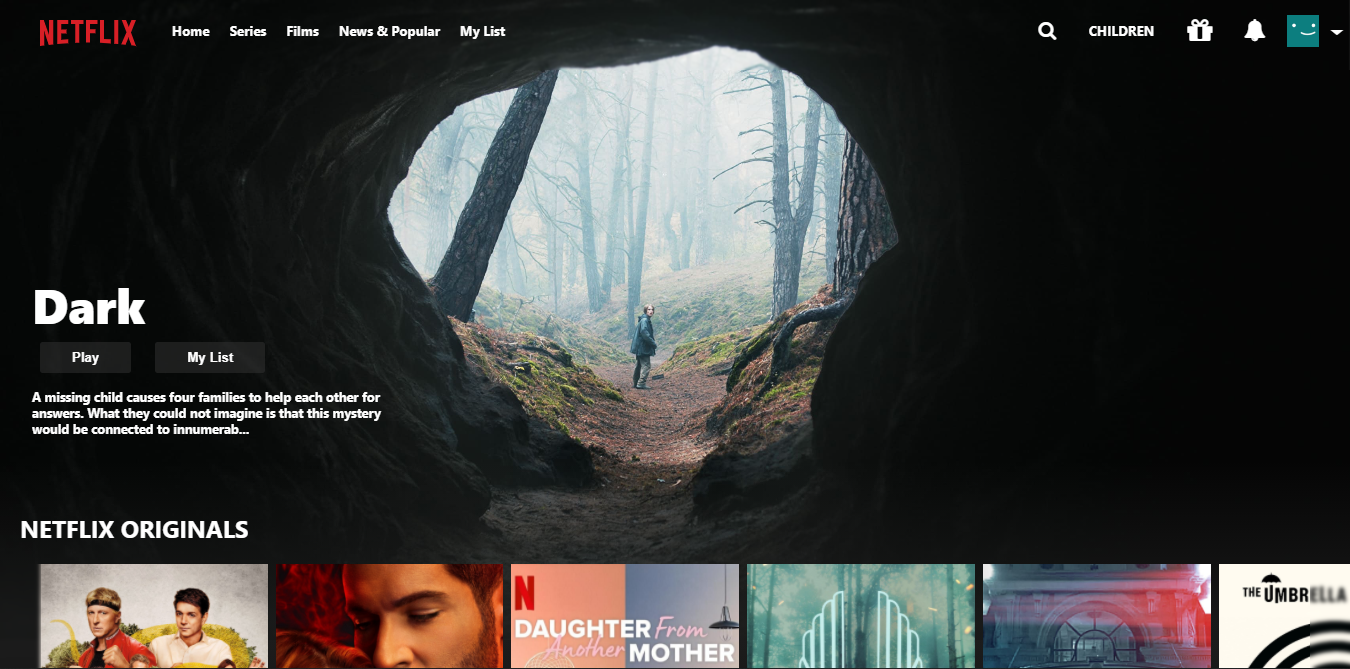 NETFLIX
Home Series Films News & Popular My List
CHILDREN
Dark
Play
My List
A missing child causes four families to help each other for
answers. What they could not imagine is that this mystery
would be connected to innumerab...
NETFLIX ORIGINALS
N
DAUGHTER From
Another MOTHER
THE UMBRELLA